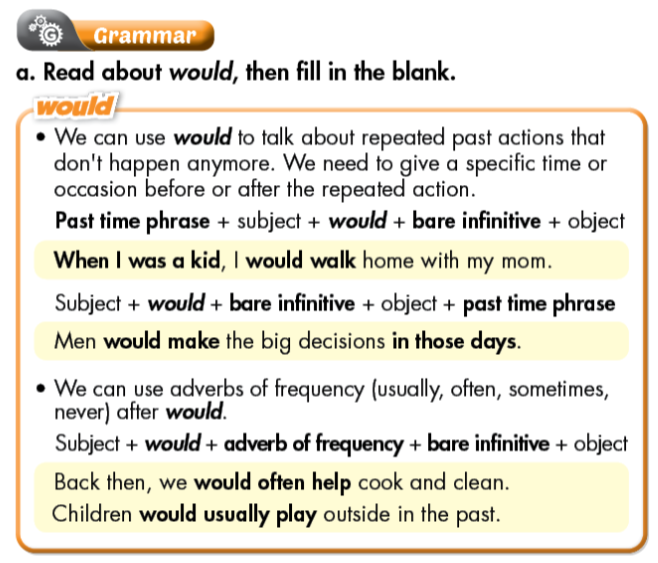 G Grammar
a. Read about would, then fill in the blank.
would
• We can use would to talk about repeated past actions that
don't happen anymore. We need to give a specific time or
occasion before or after the repeated action.
Past time phrase + subject + would + bare infinitive + object
When I was a kid, I would walk home with my mom.
Subject + would + bare infinitive + object + past time phrase
Men would make the big decisions in those days.
• We can use adverbs of frequency (usually, often, sometimes,
never) after would.
Subject + would + adverb of frequency + bare infinitive + object
Back then, we would often help cook and clean.
Children would usually play outside in the past.